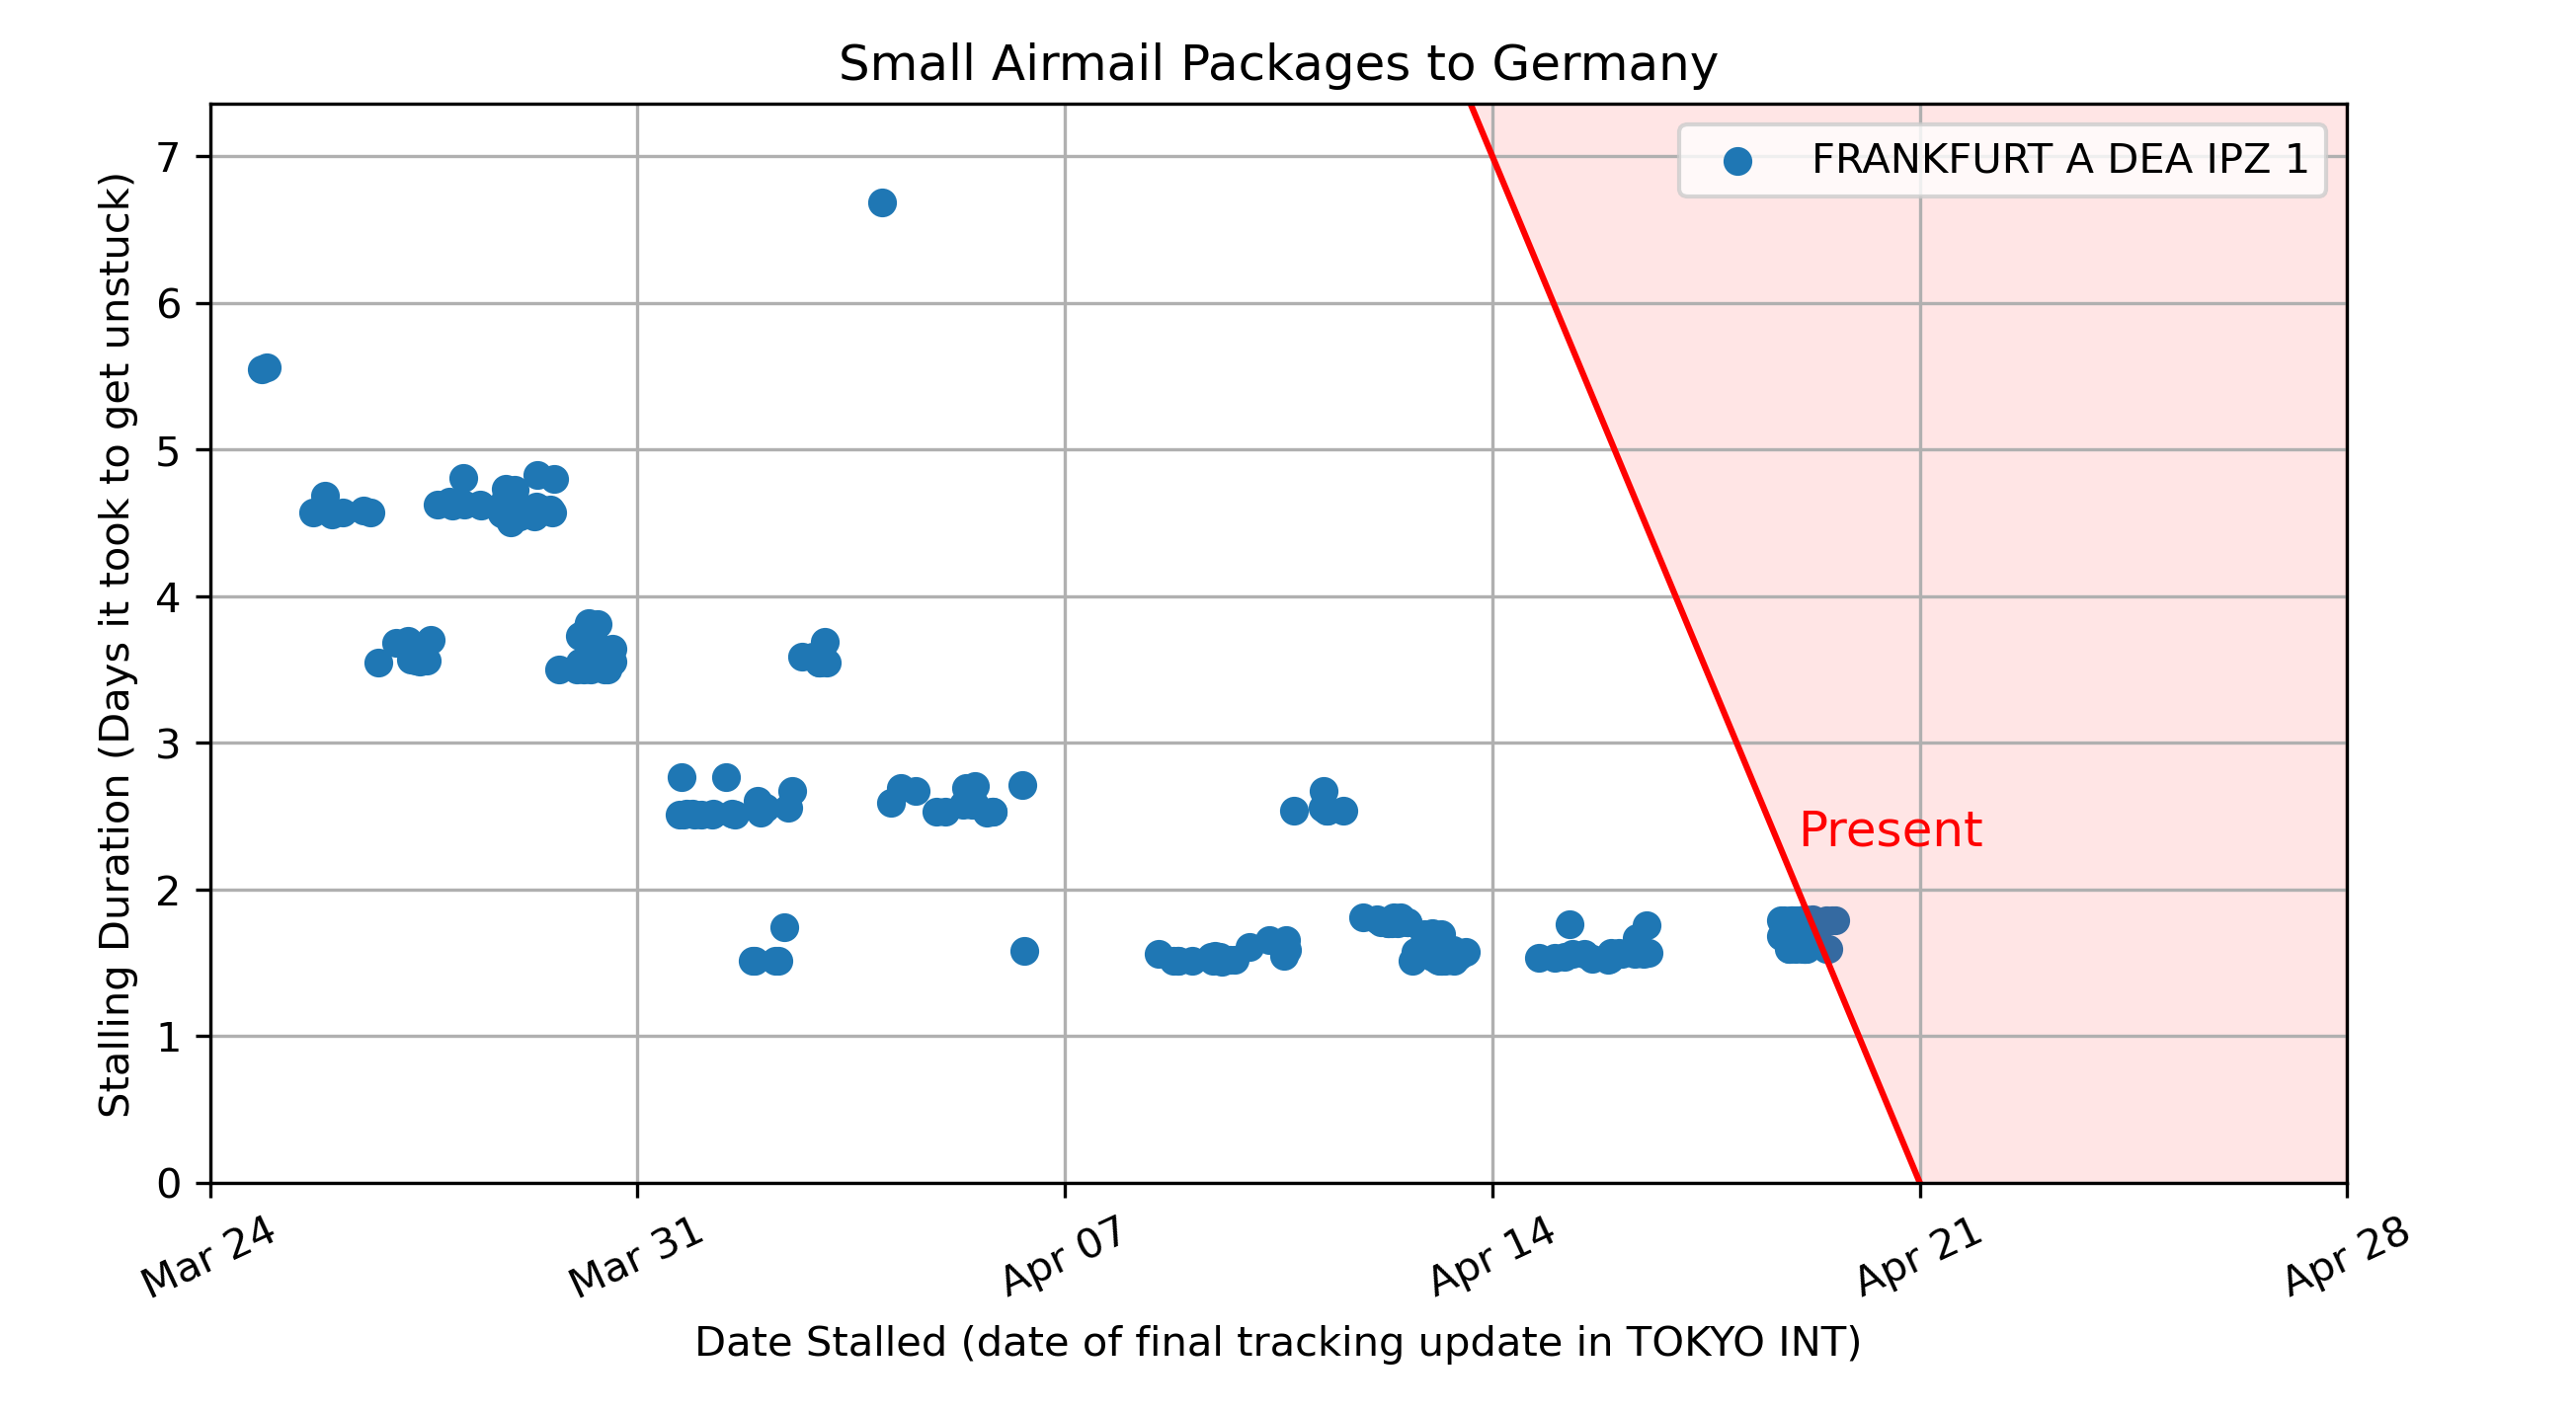 Small Airmail Packages to Germany
FRANKFURT A DEA IPZ 1
Stalling Duration (Days it took to get unstuck)
7
6
5
4
3
2
1
0
Present
Mar 24
Mar 31
Apr 07
Apr 14
Apr 21
Apr 28
Date Stalled (date of final tracking update in TOKYO INT)